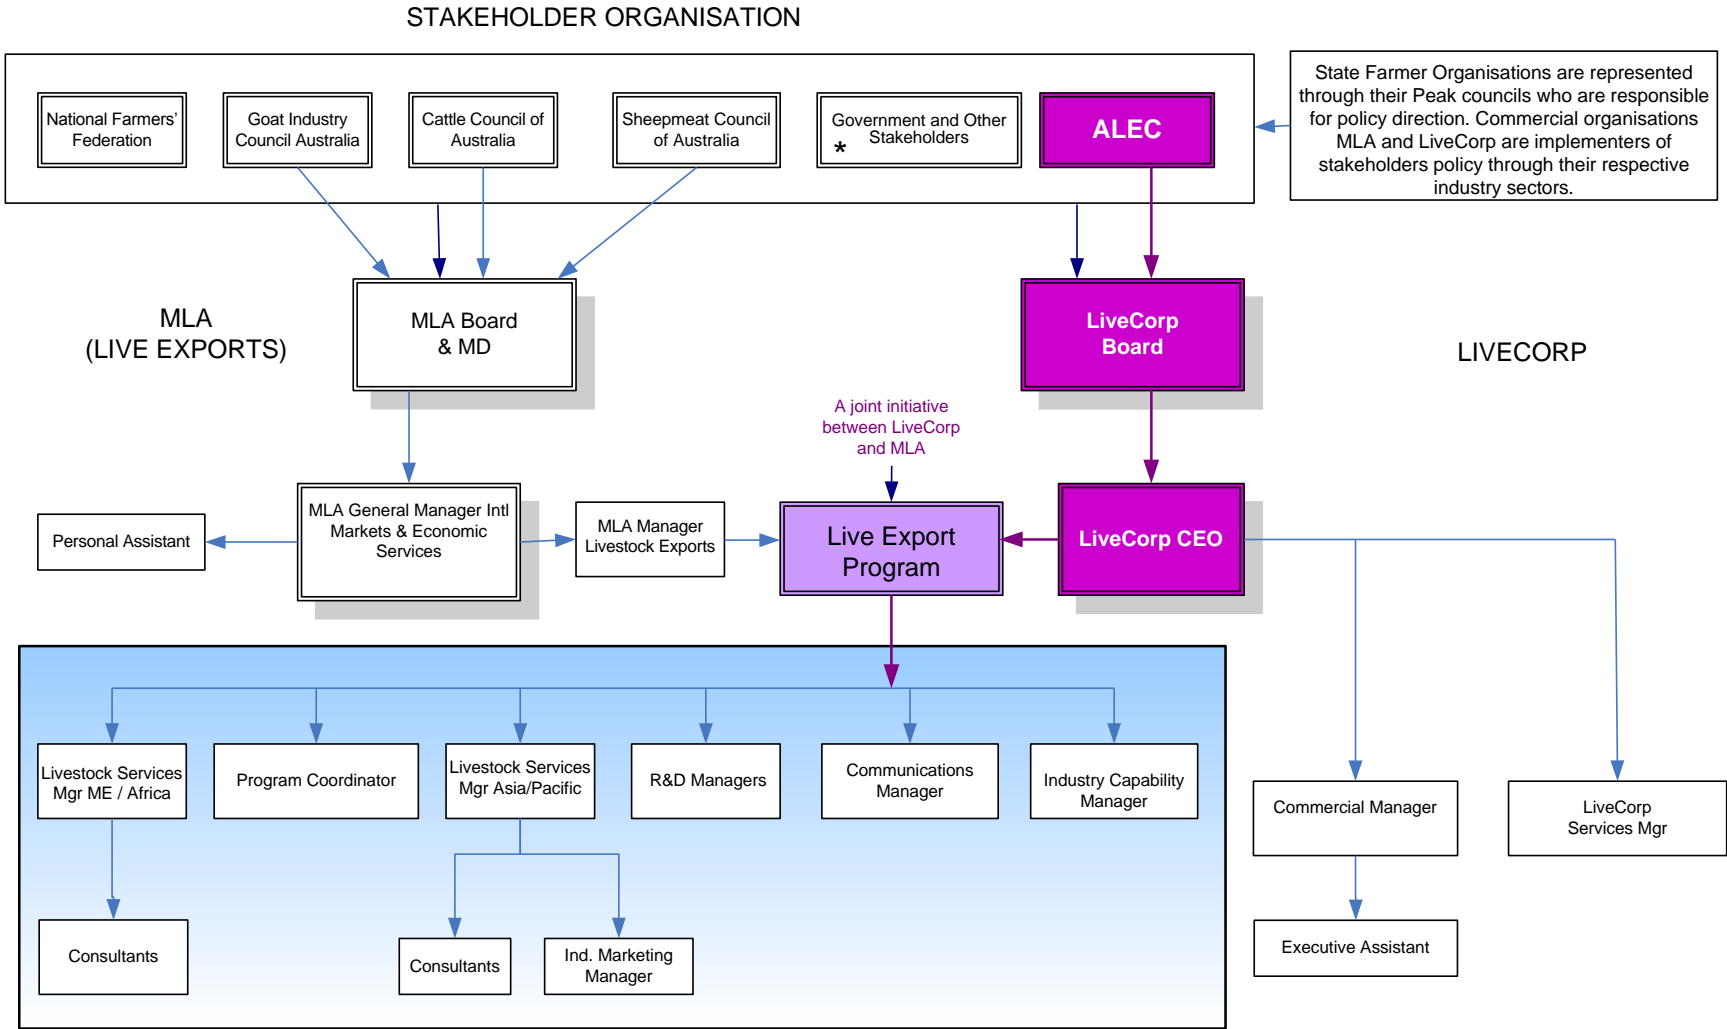 STAKEHOLDER ORGANISATION
National Farmers'
Federation
Goat Industry
Council Australia
Cattle Council of
Australia
Sheepmeat Council
of Australia
Government and Other
Stakeholders
*
ALEC
State Farmer Organisations are represented
through their Peak councils who are responsible
for policy direction. Commercial organisations
MLA and LiveCorp are implementers of
stakeholders policy through their respective
industry sectors.
MLA
(LIVE EXPORTS)
MLA Board
& MD
LiveCorp
Board
LIVECORP
A joint initiative
between LiveCorp
and MLA
Personal Assistant
MLA General Manager Intl
Markets & Economic
Services
MLA Manager
Livestock Exports
Live Export
Program
LiveCorp CEO
Livestock Services
Mgr ME / Africa
Program Coordinator
Livestock Services
Mgr Asia/Pacific
R&D Managers
Communications
Manager
Industry Capability
Manager
Commercial Manager
LiveCorp
Services Mgr
Consultants
Consultants
Ind. Marketing
Manager
Executive Assistant